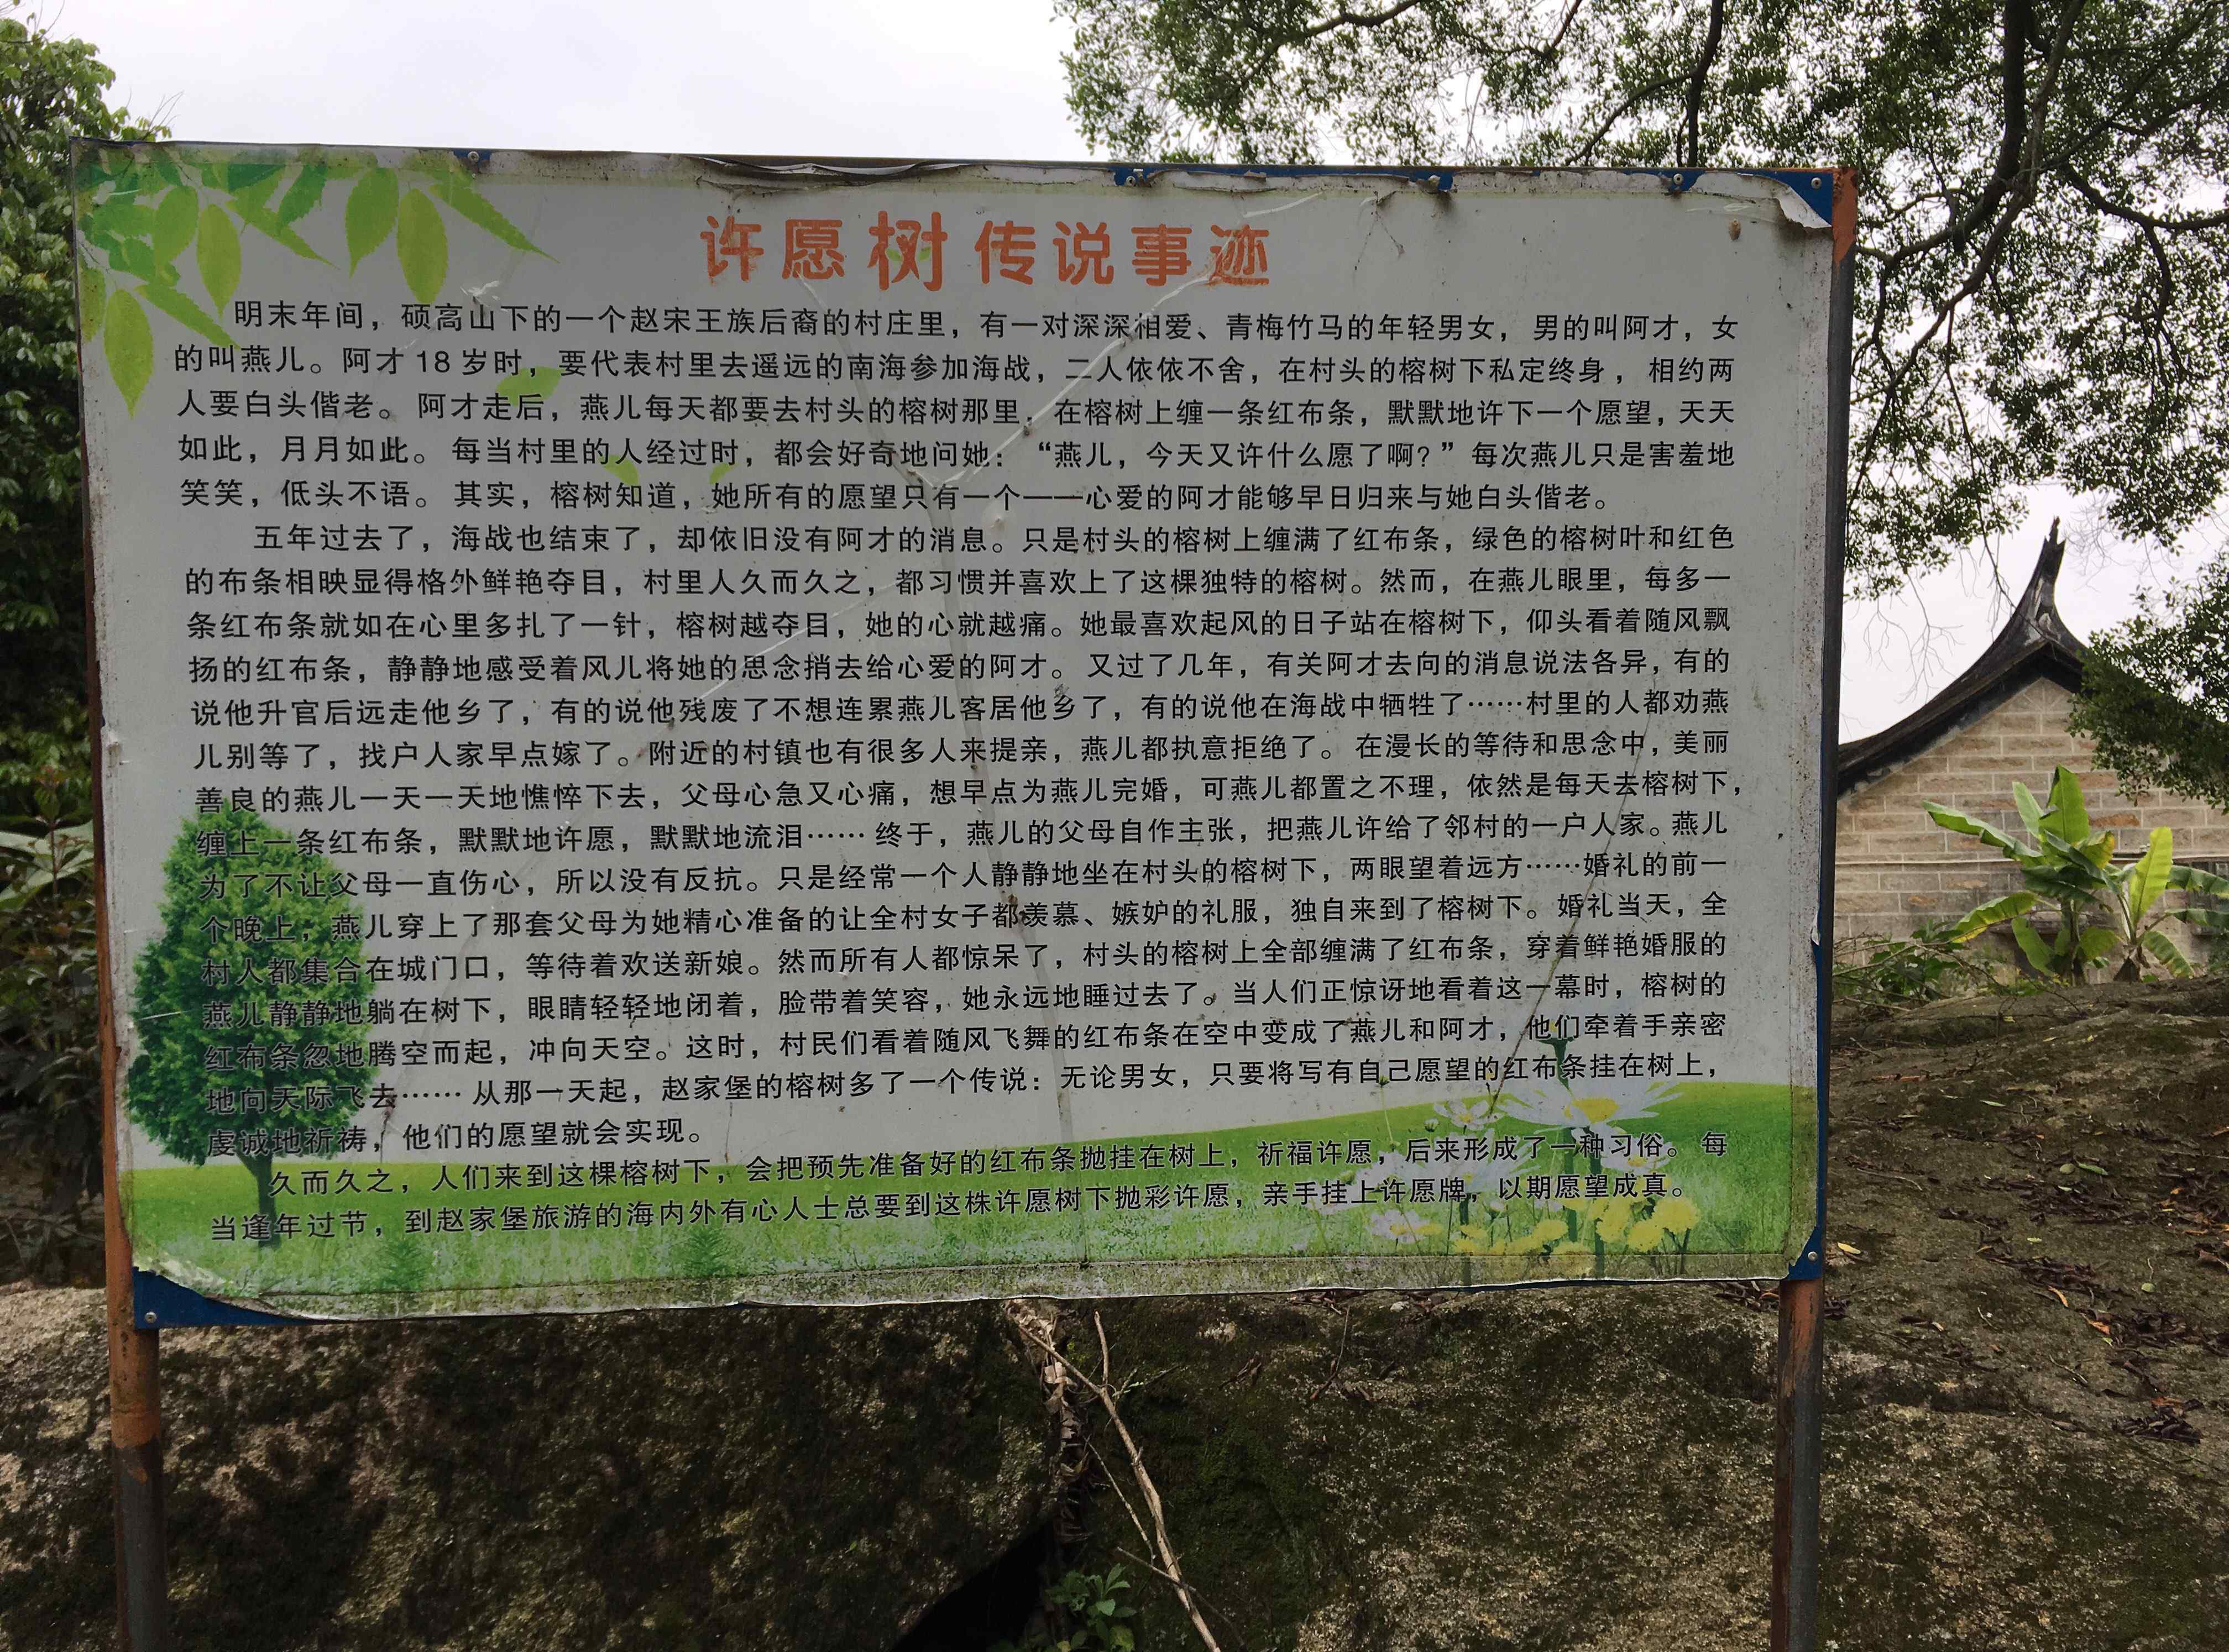 许愿树传说事迹
明末年间，硕高山下的一个赵宋王族后裔的村庄里，有一对深深相爱、青梅竹马的年轻男女，男的叫阿才，女
的叫燕儿。阿才18岁时，要代表村里去遥远的南海参加海战，二人依依不舍，在村头的榕树下私定终身，相约两
人要白头偕老。阿才走后，燕儿每天都要去村头的榕树那里，在榕树上缠一条红布条，默默地许下一个愿望，天天
如此，月月如此。每当村里的人经过时，都会好奇地问她：“燕儿，今天又许什么愿了啊？”每次燕儿只是害羞地
笑笑，低头不语。其实，榕树知道，她所有的愿望只有一个——心爱的阿才能够早日归来与她白头偕老。
五年过去了，海战也结束了，却依旧没有阿才的消息。只是村头的榕树上缠满了红布条，绿色的榕树叶和红色
的布条相映显得格外鲜艳夺目，村里人久而久之，都习惯并喜欢上了这棵独特的榕树。然而，在燕儿眼里，每多一
条红布条就如在心里多扎了一针，榕树越夺目，她的心就越痛。她最喜欢起风的日子站在榕树下，仰头看着随风飘
扬的红布条，静静地感受着风儿将她的思念捎去给心爱的阿才。又过了几年，有关阿才去向的消息说法各异，有的
说他升官后远走他乡了，有的说他残废了不想连累燕儿客居他乡了，有的说他在海战中牺牲了……村里的人都劝燕
儿别等了，找户人家早点嫁了。附近的村镇也有很多人来提亲，燕儿都执意拒绝了。在漫长的等待和思念中，美丽
善良的燕儿一天一天地憔悴下去，父母心急又心痛，想早点为燕儿完婚，可燕儿都置之不理，依然是每天去榕树下，
缠上一条红布条，默默地许愿，默默地流泪……终于，燕儿的父母自作主张，把燕儿许给了邻村的一户人家。燕儿
为了不让父母一直伤心，所以没有反抗。只是经常一个人静静地坐在村头的榕树下，两眼望着远方……婚礼的前一
个晚上，燕儿穿上了那套父母为她精心准备的让全村女子都羡慕、嫉妒的礼服，独自来到了榕树下。婚礼当天，全
村人都集合在城门口，等待着欢送新娘。然而所有人都惊呆了，村头的榕树上全部缠满了红布条，穿着鲜艳婚服的
燕儿静静地躺在树下，眼睛轻轻地闭着，脸带着笑容，她永远地睡过去了。当人们正惊讶地看着这一幕时，榕树的
红布条忽地腾空而起，冲向天空。这时，村民们看着随风飞舞的红布条在空中变成了燕儿和阿才，他们牵着手亲密
地向天际飞去……从那一天起，赵家堡的榕树多了一个传说：无论男女，只要将写有自己愿望的红布条挂在树上，
虔诚地祈祷，他们的愿望就会实现。
久而久之，人们来到这棵榕树下，会把预先准备好的红布条抛挂在树上，祈福许愿，后来形成了一种习俗。每
当逢年过节，到赵家堡旅游的海内外有心人士总要到这株许愿树下抛彩许愿，亲手挂上许愿牌，以期愿望成真。